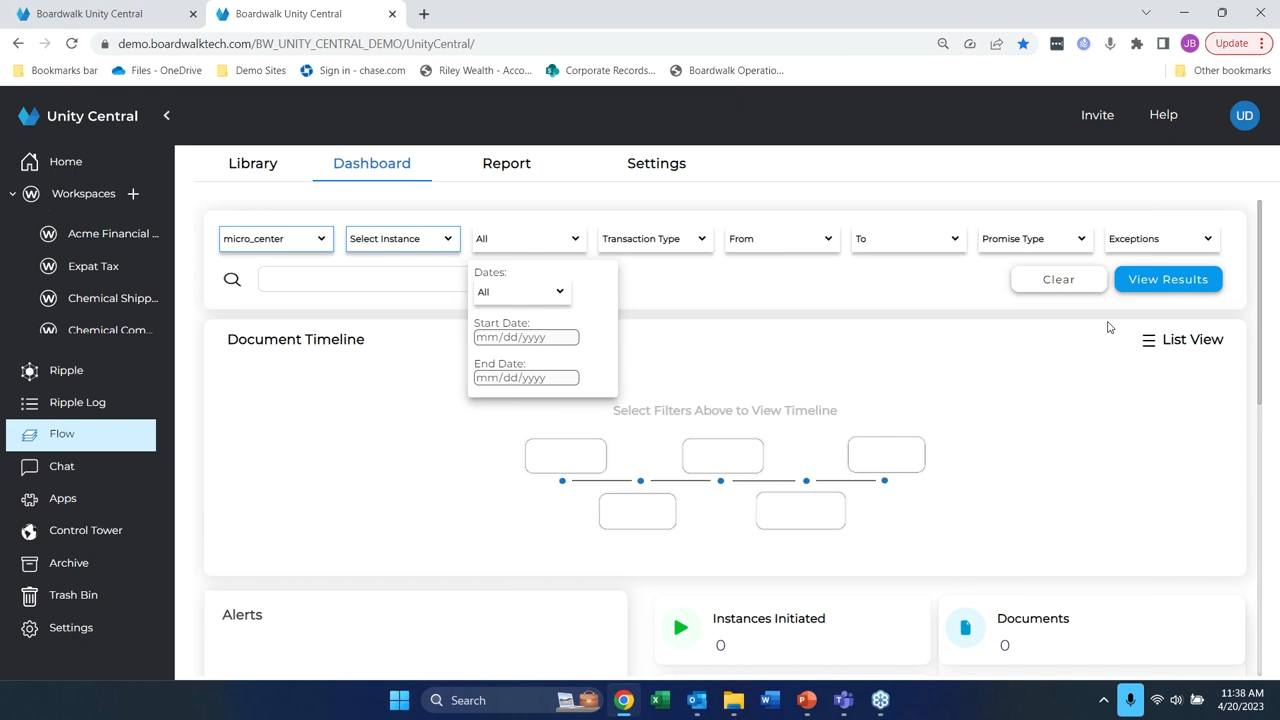 Boardwalk Unity Central
Boardwalk Unity Central
demo.boardwalktech.com/BW_UNITY_CENTRAL_DEMO/UnityCentral/
JB
Update
Bookmarks bar
Files - OneDrive
Demo Sites
Sign in - chase.com
Riley Wealth - Acco...
Corporate Records...
Boardwalk Operatio...
Other bookmarks
Unity Central
Invite
Help
UD
Home
Workspaces
Acme Financial ...
Expat Tax
Chemical Shipp...
Chemical Com...
Ripple
Ripple Log
Flow
Chat
Apps
Control Tower
Archive
Trash Bin
Settings
Library
Dashboard
Report
Settings
micro_center
Select Instance
All
Transaction Type
From
To
Promise Type
Exceptions
Clear
View Results
Dates:
All
Start Date:
mm/dd/yyyy
End Date:
mm/dd/yyyy
Document Timeline
List View
Select Filters Above to View Timeline
Alerts
Instances Initiated
0
Documents
0
Search
11:38 AM
4/20/2023